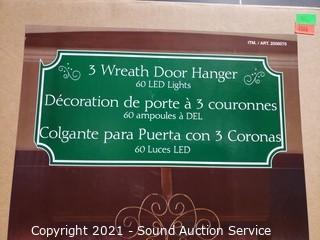 ITM. / ART. 2006070
3 Wreath Door Hanger
60 LED Lights
Décoration de porte à 3 couronnes
60 ampoules à DEL
Colgante para Puerta con 3 Coronas
60 Luces LED
Copyright 2021 - Sound Auction Service